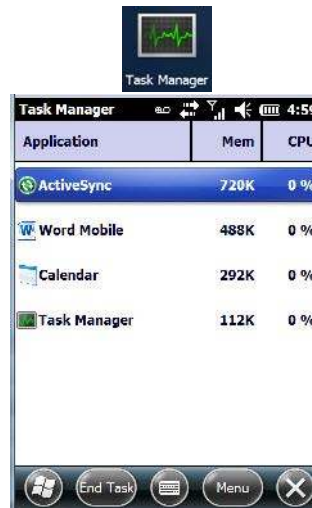 Task Manager
Task Manager 4:59
Application Mem CPU
ActiveSync 720K 0 %
Word Mobile 488K 0 %
Calendar 292K 0 %
Task Manager 112K 0 %
End Task Menu